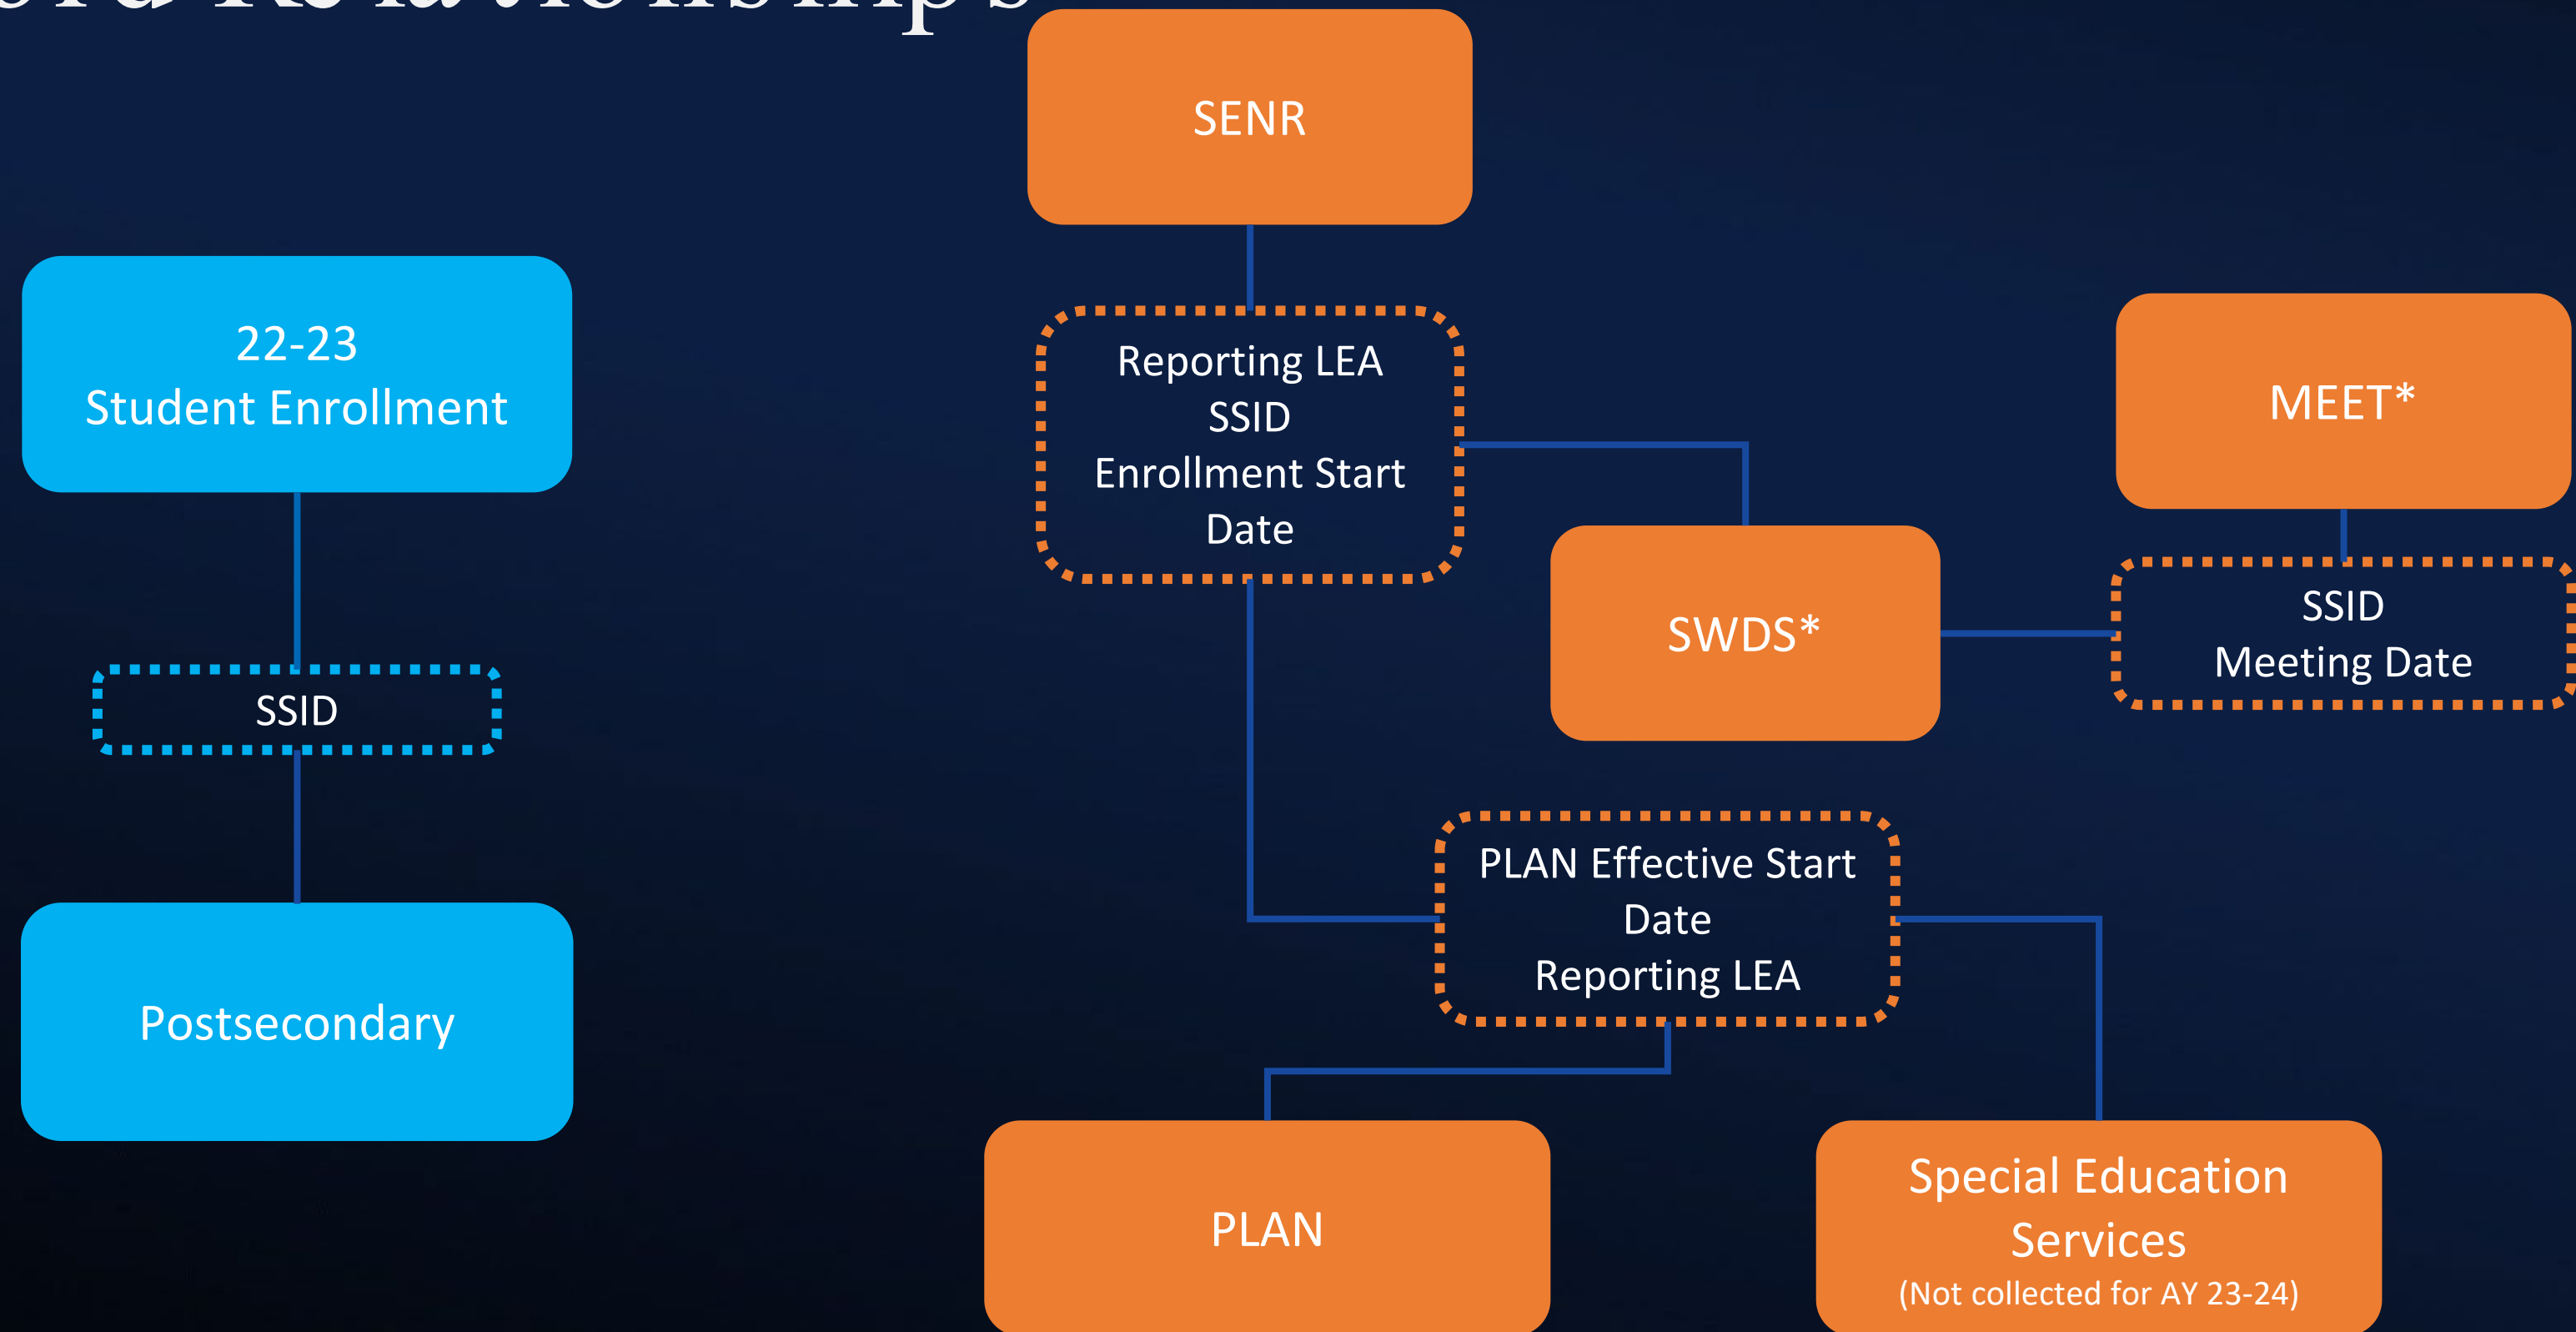 Relationships
SENR
22-23
Student Enrollment
Reporting LEA
SSID
Enrollment Start
Date
MEET*
SWDS*
SSID
Meeting Date
SSID
PLAN Effective Start
Date
Reporting LEA
Postsecondary
PLAN
Special Education
Services
(Not collected for AY 23-24)